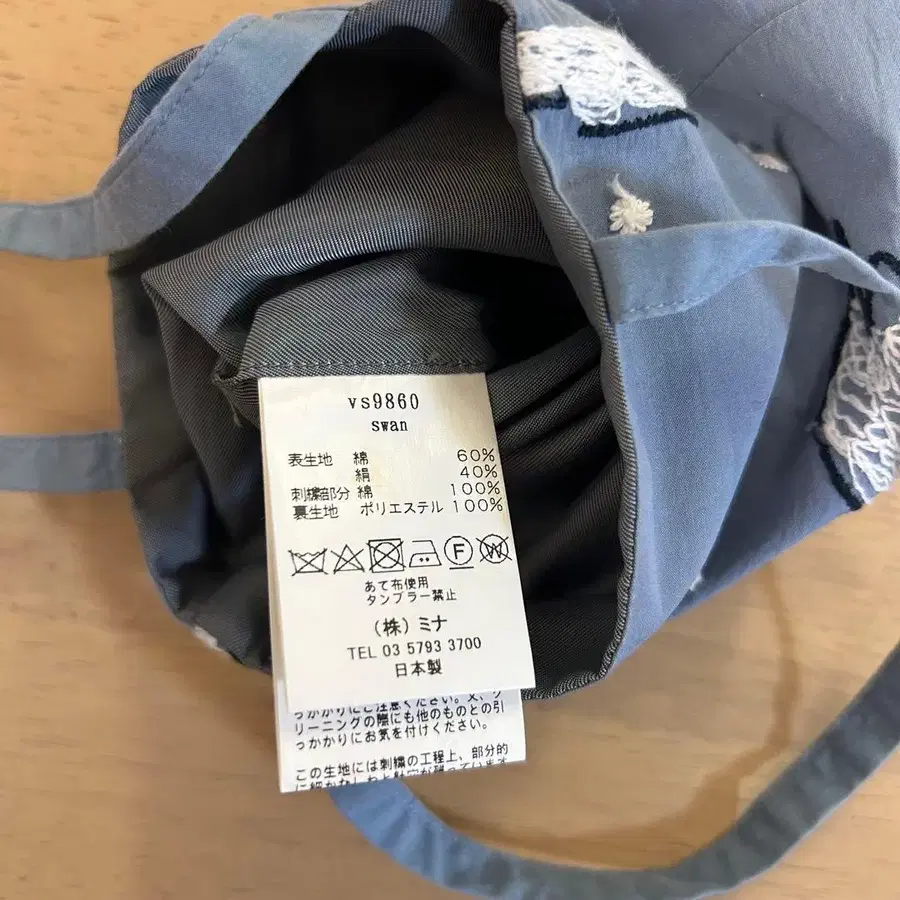 vs9860
swan
表生地 綿 60%
絹 40%
刺繍部分 綿 100%
裏生地 ポリエステル 100%
F W
あて布使用
タンブラー禁止
(株)ミナ
TEL 03 5793 3700
日本製
っかかりにご注意ください。又、ク
リーニングの際にも他のものとの引
っかかりにお気を付けください。
この生地には刺繍の工程上、部分的